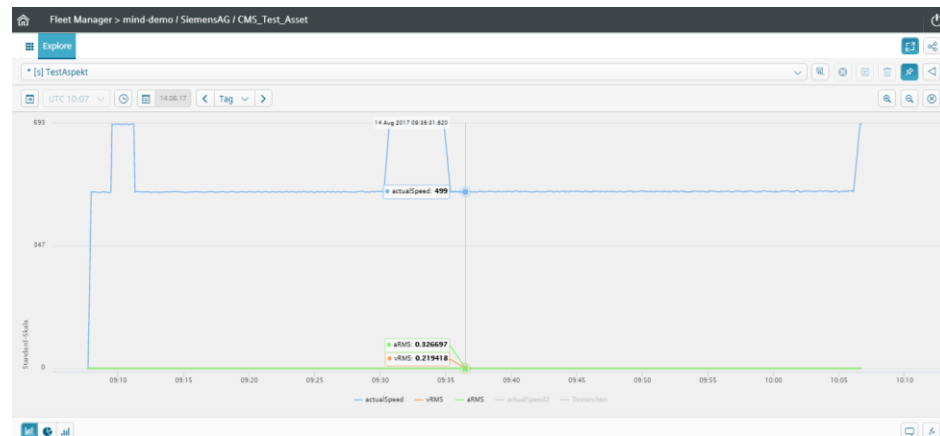 Fleet Manager > mind-demo / SiemensAG / CMS_Test_Asset
Explore
* [s] TestAspekt
UTC 10:07 14.08.17 Tag
693
14 Aug 2017 09:36:31.620
actualSpeed: 499
347
aRMS: 0.326697
vRMS: 0.219418
Standard-Skala
0
09:10 09:15 09:20 09:25 09:30 09:35 09:40 09:45 09:50 09:55 10:00 10:05 10:10
actualSpeed vRMS aRMS actualSpeed2